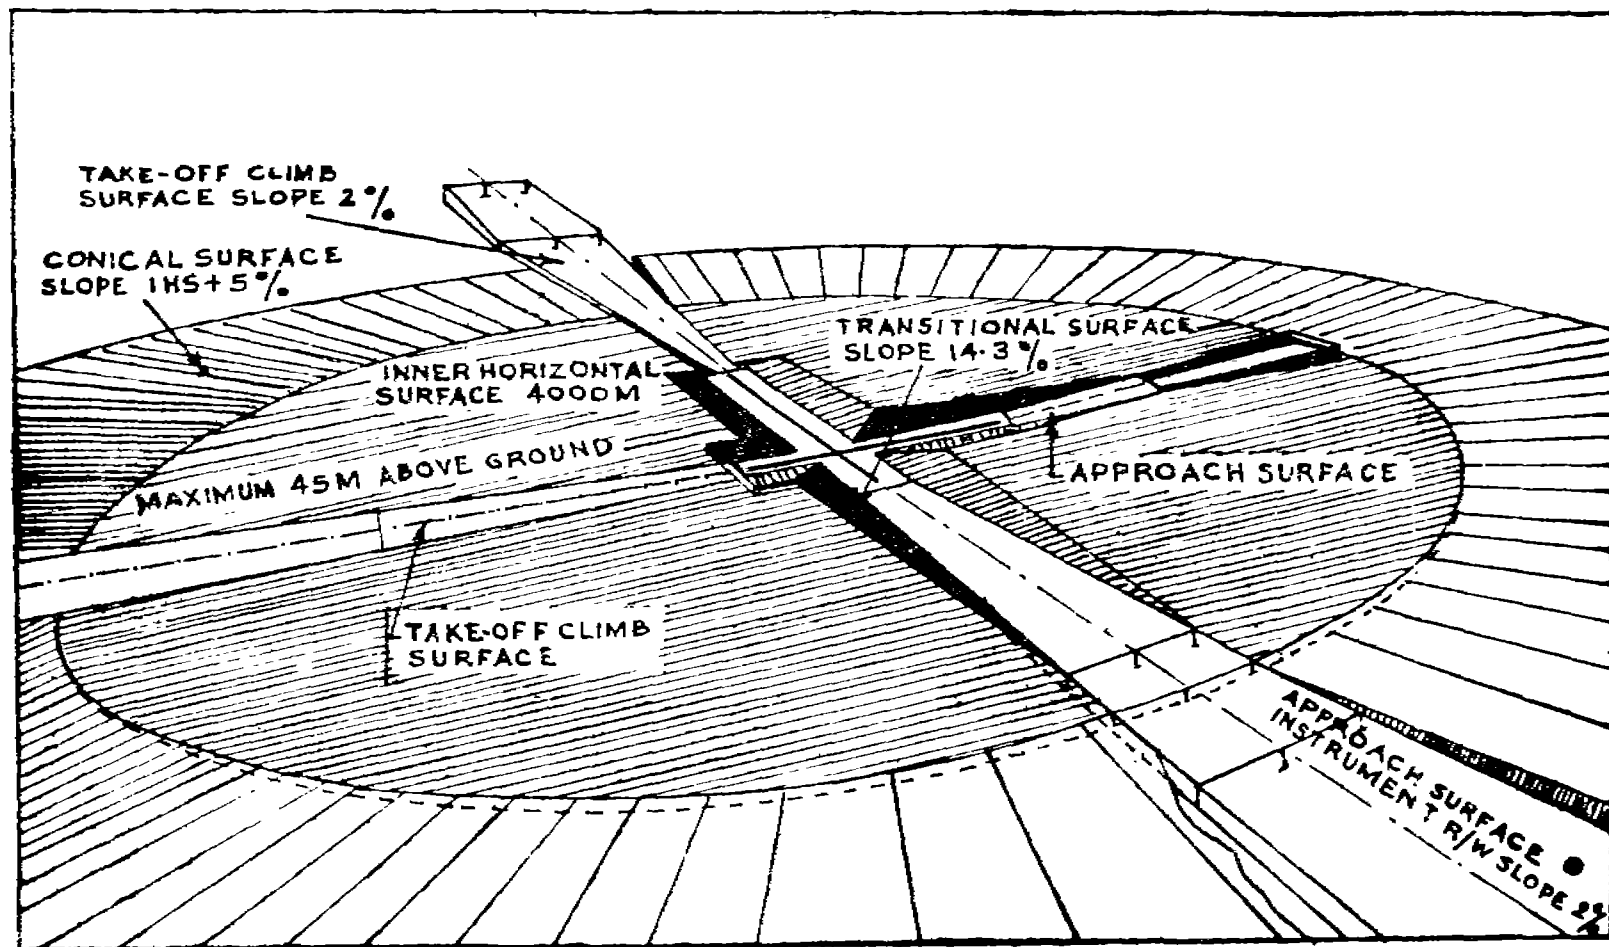 TAKE-OFF CLIMB
SURFACE SLOPE 2%
CONICAL SURFACE
SLOPE IHS+5%
TRANSITIONAL SURFACE
SLOPE 14.3%
INNER HORIZONTAL
SURFACE 4000M
MAXIMUM 45M ABOVE GROUND
APPROACH SURFACE
TAKE-OFF CLIMB
SURFACE
APPROACH SURFACE
INSTRUMENT R/W SLOPE 2%